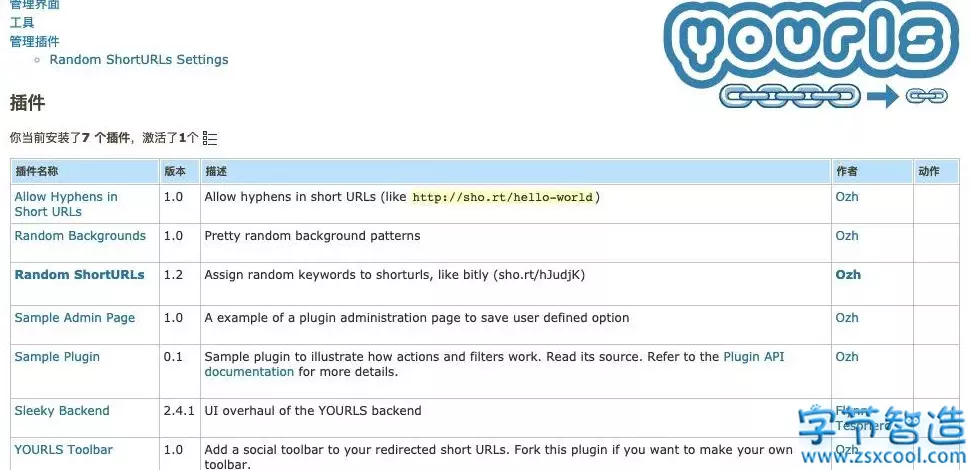 管理界面
工具
管理插件
Random ShortURLs Settings
yourls
插件
你当前安装了7 个插件，激活了1个
插件名称 版本 描述 作者 动作
Allow Hyphens in Short URLs 1.0 Allow hyphens in short URLs (like http://sho.rt/hello-world) Ozh
Random Backgrounds 1.0 Pretty random background patterns Ozh
Random ShortURLs 1.2 Assign random keywords to shorturls, like bitly (sho.rt/hJudjK) Ozh
Sample Admin Page 1.0 A example of a plugin administration page to save user defined option Ozh
Sample Plugin 0.1 Sample plugin to illustrate how actions and filters work. Read its source. Refer to the Plugin API
documentation for more details. Ozh
Sleeky Backend 2.4.1 UI overhaul of the YOURLS backend
YOURLS Toolbar 1.0 Add a social toolbar to your redirected short URLs. Fork this plugin if you want to make your own
toolbar. Ozh
字节智造
www.zsxcool.com